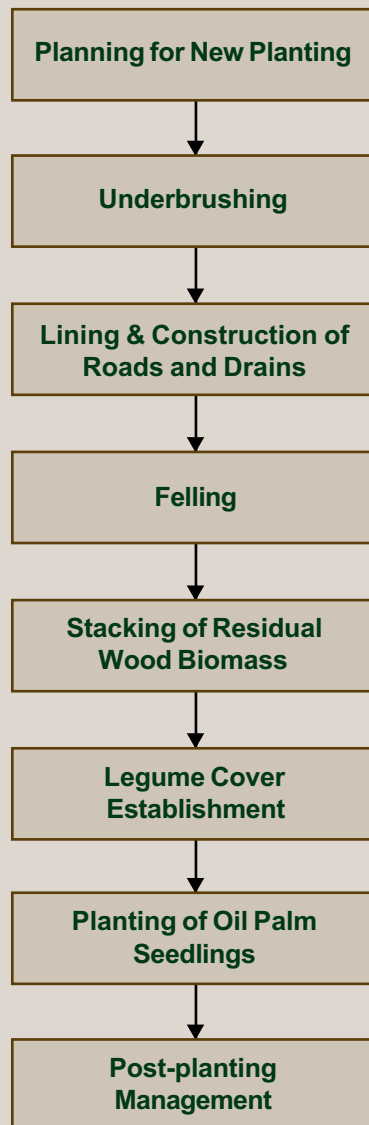 Planning for New Planting
Underbrushing
Lining & Construction of
Roads and Drains
Felling
Stacking of Residual
Wood Biomass
Legume Cover
Establishment
Planting of Oil Palm
Seedlings
Post-planting
Management